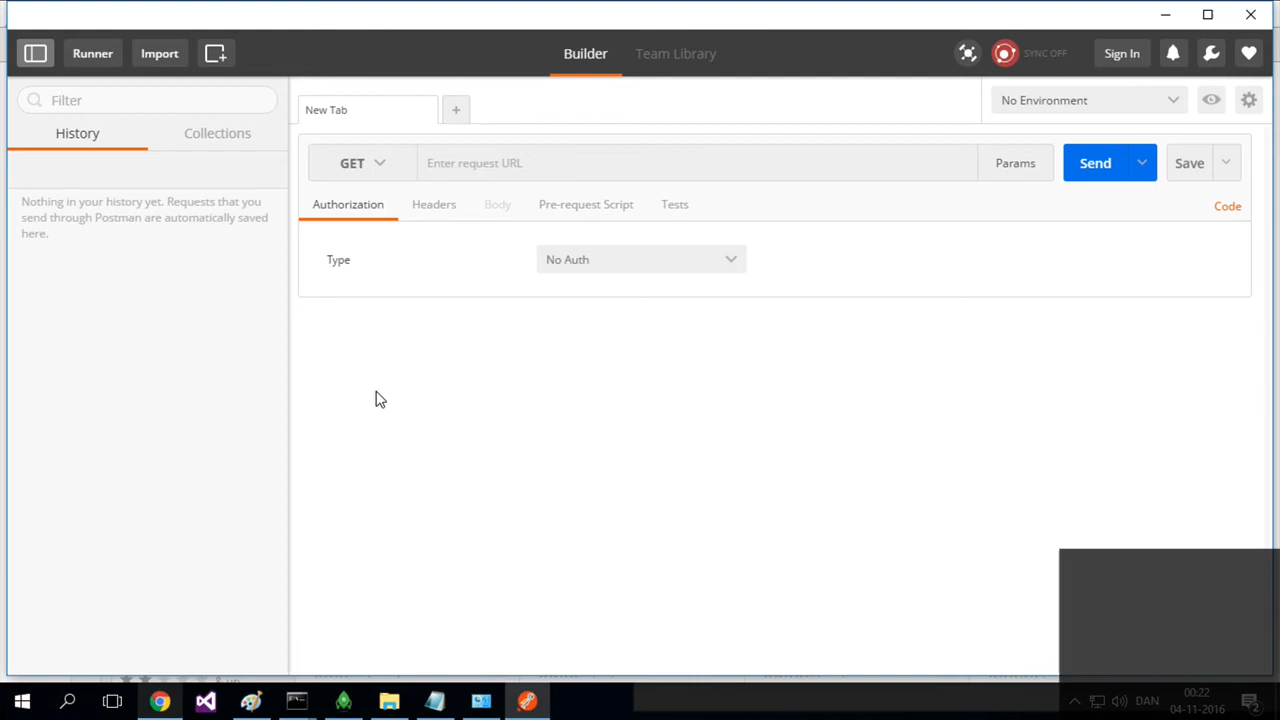 Runner
Import
Builder
Team Library
SYNC OFF
Sign In
Filter
History
Collections
Nothing in your history yet. Requests that you
send through Postman are automatically saved
here.
New Tab
+
No Environment
GET
Enter request URL
Params
Send
Save
Authorization
Headers
Body
Pre-request Script
Tests
Code
Type
No Auth
DAN
00:22
04-11-2016
2